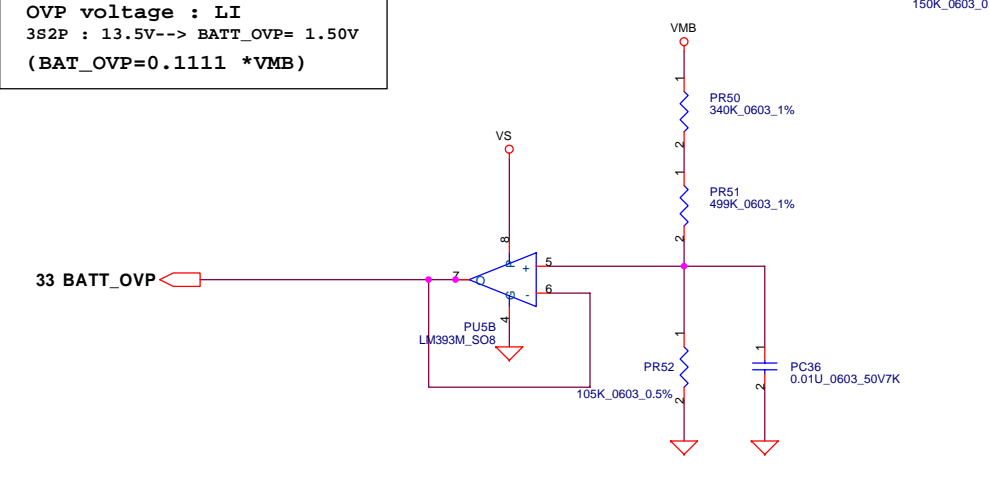 150K_0603_0
OVP voltage : LI
3S2P : 13.5V--> BATT_OVP= 1.50V
(BAT_OVP=0.1111 *VMB)
VMB
1
PR50
340K_0603_1%
2
VS
1
PR51
499K_0603_1%
2
8
P
5
+
33 BATT_OVP
7
O
6
-
G
4
PU5B
LM393M_SO8
1
1
PR52
PC36
0.01U_0603_50V7K
2
105K_0603_0.5%
2